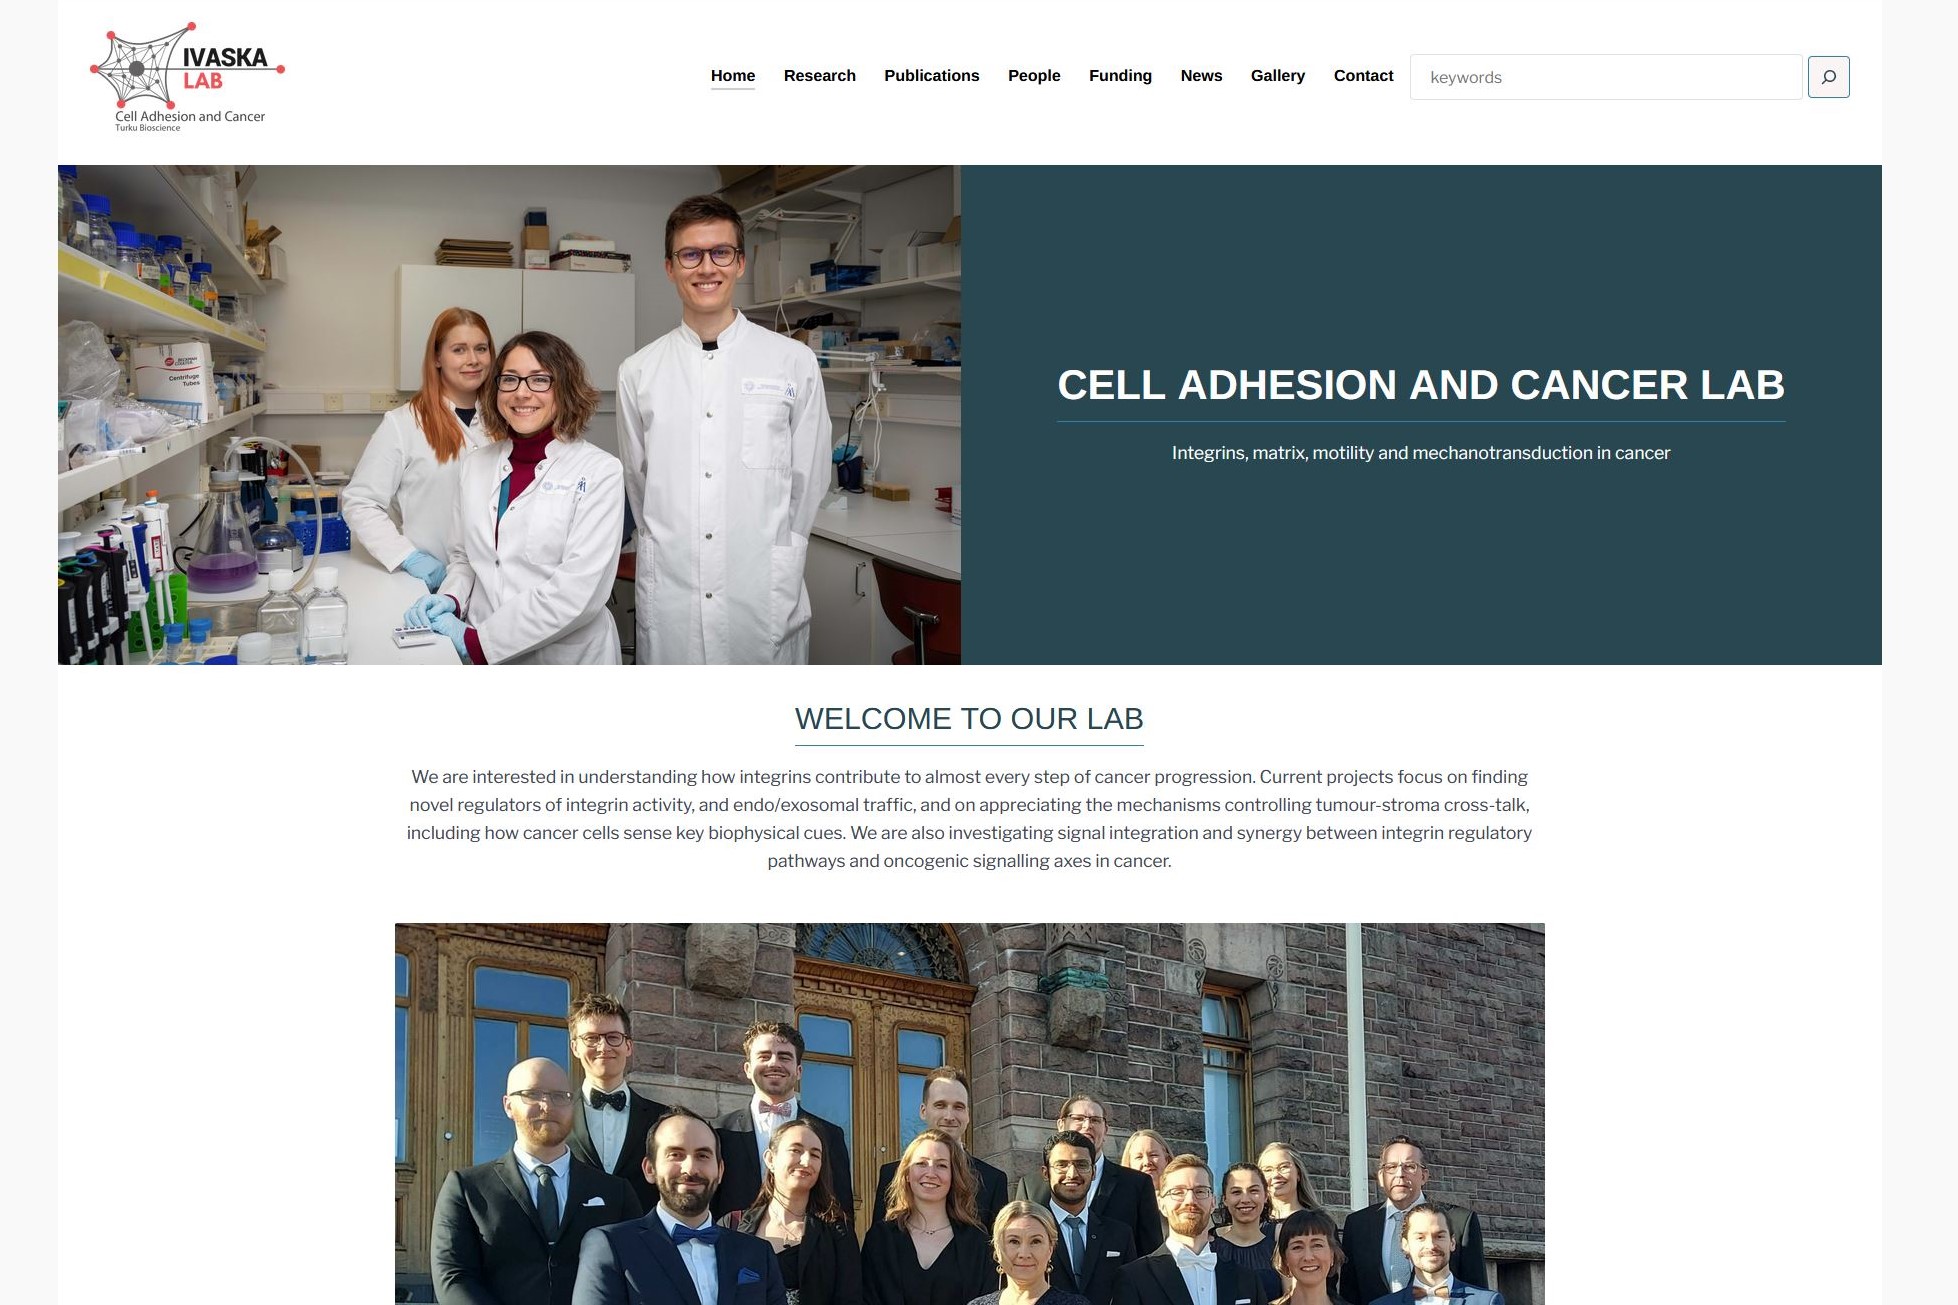 IVASKA
LAB
Cell Adhesion and Cancer
Turku Bioscience
Home Research Publications People Funding News Gallery Contact keywords
BECKMAN
COULTER
Centrifuge
Tubes
CELL ADHESION AND CANCER LAB
Integrins, matrix, motility and mechanotransduction in cancer
WELCOME TO OUR LAB
We are interested in understanding how integrins contribute to almost every step of cancer progression. Current projects focus on finding
novel regulators of integrin activity, and endo/exosomal traffic, and on appreciating the mechanisms controlling tumour-stroma cross-talk,
including how cancer cells sense key biophysical cues. We are also investigating signal integration and synergy between integrin regulatory
pathways and oncogenic signalling axes in cancer.